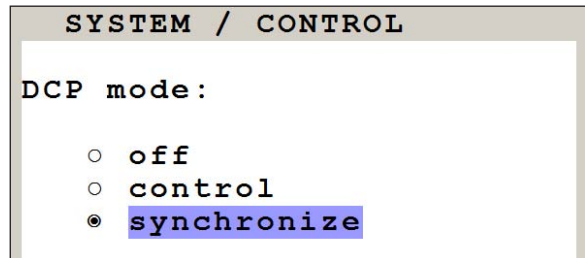 SYSTEM / CONTROL
DCP mode:
off
control
synchronize